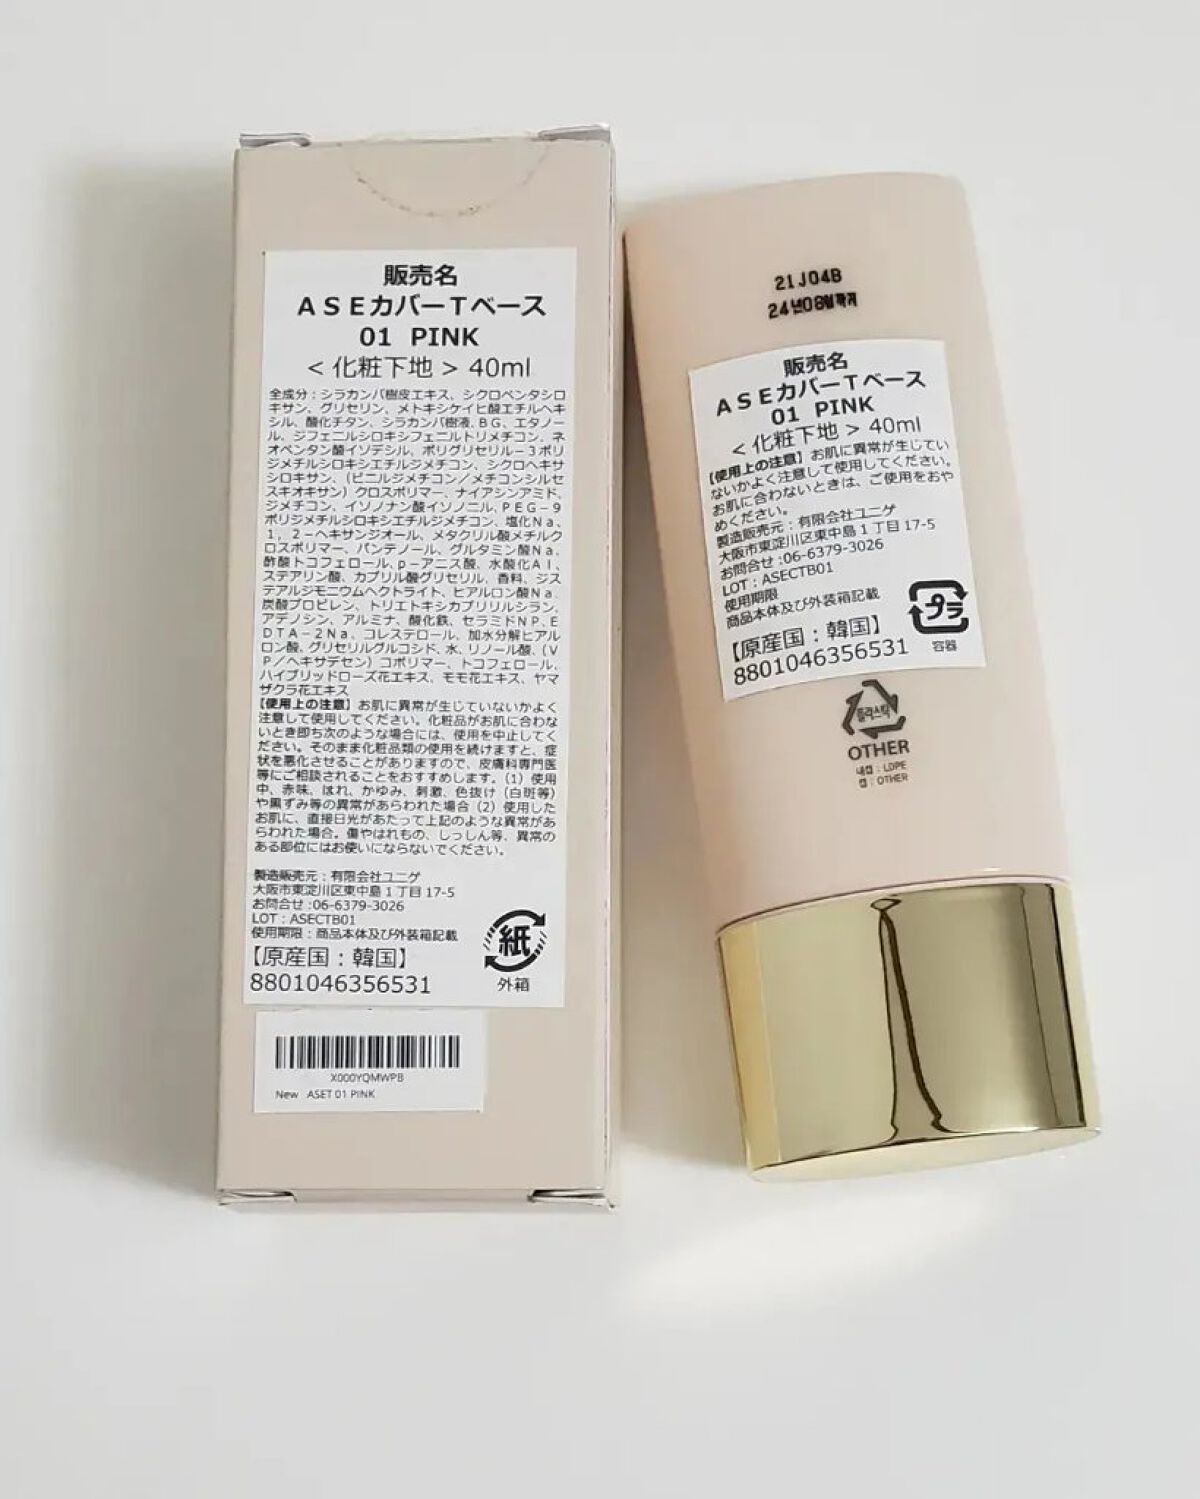 販売名
ASEカバーTベース
01 PINK
<化粧下地> 40ml
全成分:シラカンバ樹皮エキス、シクロペンタシロ
キサン、グリセリン、メトキシケイヒ酸エチルヘキ
シル、酸化チタン、シラカンバ樹液、BG、エタノー
ル、ジフェニルシロキシフェニルトリメチコン、ネ
オペンタン酸イソデシル、ポリグリセリル-3ポリ
ジメチルシロキシエチルジメチコン、シクロヘキサ
シロキサン、(ビニルジメチコン/メチコンシルセ
スキオキサン)クロスポリマー、ナイアシンアミド、
ジメチコン、イソノナン酸イソノニル、PEG-9
ポリジメチルシロキシエチルジメチコン、塩化Na、
1,2-ヘキサンジオール、メタクリル酸メチルク
ロスポリマー、パンテノール、グルタミン酸Na、
酢酸トコフェロール、p-アニス酸、水酸化Al、
ステアリン酸、カプリル酸グリセリル、香料、ジス
テアルジモニウムヘクトライト、ヒアルロン酸Na、
炭酸プロピレン、トリエトキシカプリリルシラン、
アデノシン、アルミナ、酸化鉄、セラミドNP、E
DTA-2Na、コレステロール、加水分解ヒアル
ロン酸、グリセリルグルコシド、水、リノール酸、(V
P/ヘキサデセン)コポリマー、トコフェロール、
ハイブリッドローズ花エキス、モモ花エキス、ヤマ
ザクラ花エキス
【使用上の注意】お肌に異常が生じていないかよく
注意して使用してください。化粧品がお肌に合わな
いとき即ち次のような場合には、使用を中止してく
ださい。そのまま化粧品類の使用を続けますと、症
状を悪化させることがありますので、皮膚科専門医
等にご相談されることをおすすめします。(1)使用
中、赤味、はれ、かゆみ、刺激、色抜け(白斑等)
や黒ずみ等の異常があらわれた場合(2)使用した
お肌に、直接日光があたって上記のような異常があ
らわれた場合。傷やはれもの、しっしん等、異常の
ある部位にはお使いにならないでください。
製造販売元:有限会社ユニゲ
大阪市東淀川区東中島1丁目17-5
お問合せ:06-6379-3026
LOT:ASECTB01
使用期限:商品本体及び外装箱記載
【原産国:韓国】
8801046356531
紙
外箱
X000YQMWPB
New ASET 01 PINK
21J04B
24년08월까지
販売名
ASEカバーTベース
01 PINK
<化粧下地> 40ml
【使用上の注意】お肌に異常が生じてい
ないかよく注意して使用してください。
お肌に合わないときは、ご使用をおや
めください。
製造販売元:有限会社ユニゲ
大阪市東淀川区東中島1丁目17-5
お問合せ:06-6379-3026
LOT:ASECTB01
使用期限
商品本体及び外装箱記載
【原産国:韓国】
8801046356531
プラ
容器
플라스틱
OTHER
내캡 : LDPE
캡 : OTHER